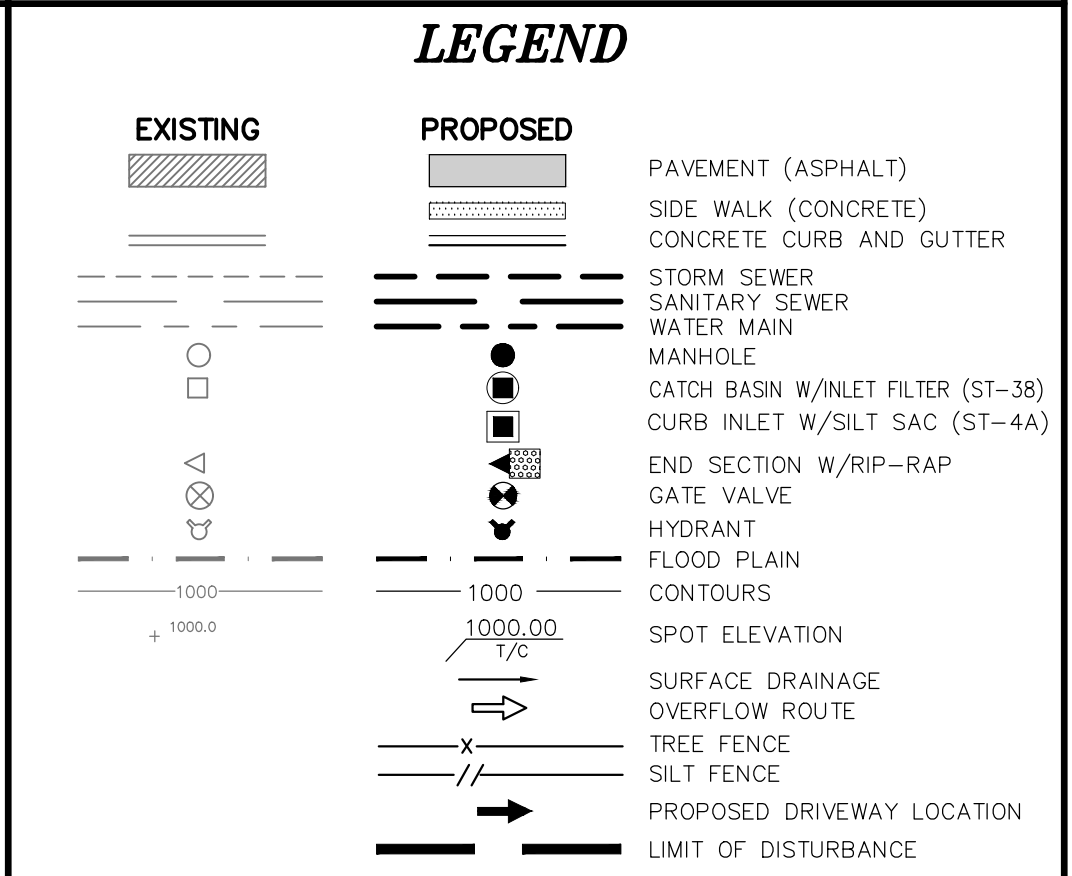 LEGEND
EXISTING PROPOSED
PAVEMENT (ASPHALT)
SIDE WALK (CONCRETE)
CONCRETE CURB AND GUTTER
STORM SEWER
SANITARY SEWER
WATER MAIN
MANHOLE
CATCH BASIN W/INLET FILTER (ST-38)
CURB INLET W/SILT SAC (ST-4A)
END SECTION W/RIP-RAP
GATE VALVE
HYDRANT
FLOOD PLAIN
1000 1000 CONTOURS
+ 1000.0 1000.00 SPOT ELEVATION
T/C
SURFACE DRAINAGE
OVERFLOW ROUTE
X TREE FENCE
// SILT FENCE
PROPOSED DRIVEWAY LOCATION
LIMIT OF DISTURBANCE